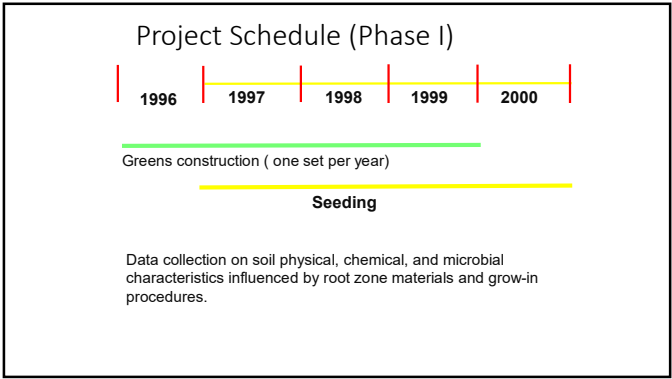 Project Schedule (Phase I)
1996 1997 1998 1999 2000
Greens construction ( one set per year)
Seeding
Data collection on soil physical, chemical, and microbial
characteristics influenced by root zone materials and grow-in
procedures.